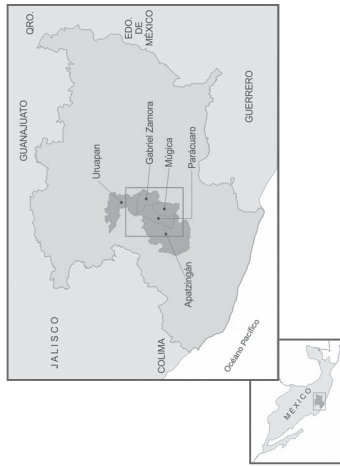 QRO.
GUANAJUATO
EDO.
DE
MÉXICO
JALISCO
Uruapan
Gabriel Zamora
Múgica
Parácuaro
Apatzingán
GUERRERO
COLIMA
Océano Pacífico
MÉXICO